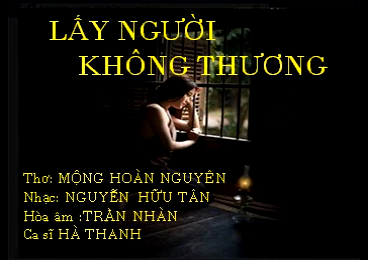 LẤY NGƯỜI
KHÔNG THƯƠNG
Thơ: MỘNG HOÀN NGUYÊN
Nhạc: NGUYỄN HỮU TÂN
Hòa âm :TRẦN NHÀN
Ca sĩ HÀ THANH